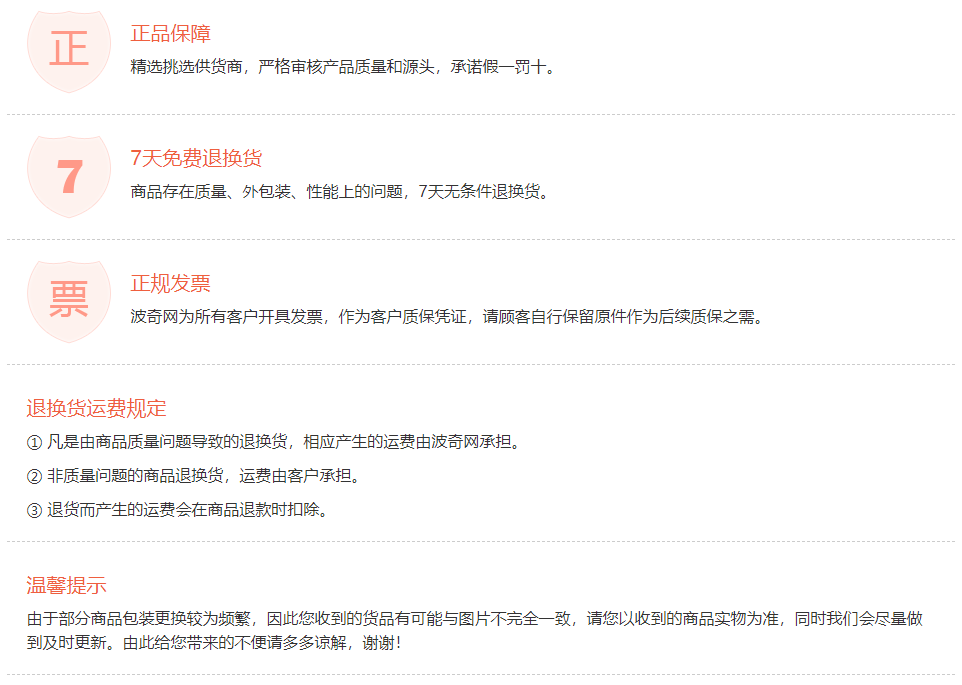 正
正品保障
精选挑选供货商，严格审核产品质量和源头，承诺假一罚十。
7
7天免费退换货
商品存在质量、外包装、性能上的问题，7天无条件退换货。
票
正规发票
波奇网为所有客户开具发票，作为客户质保凭证，请顾客自行保留原件作为后续质保之需。
退换货运费规定
① 凡是由商品质量问题导致的退换货，相应产生的运费由波奇网承担。
② 非质量问题的商品退换货，运费由客户承担。
③ 退货而产生的运费会在商品退款时扣除。
温馨提示
由于部分商品包装更换较为频繁，因此您收到的货品有可能与图片不完全一致，请您以收到的商品实物为准，同时我们会尽量做
到及时更新。由此给您带来的不便请多多谅解，谢谢！